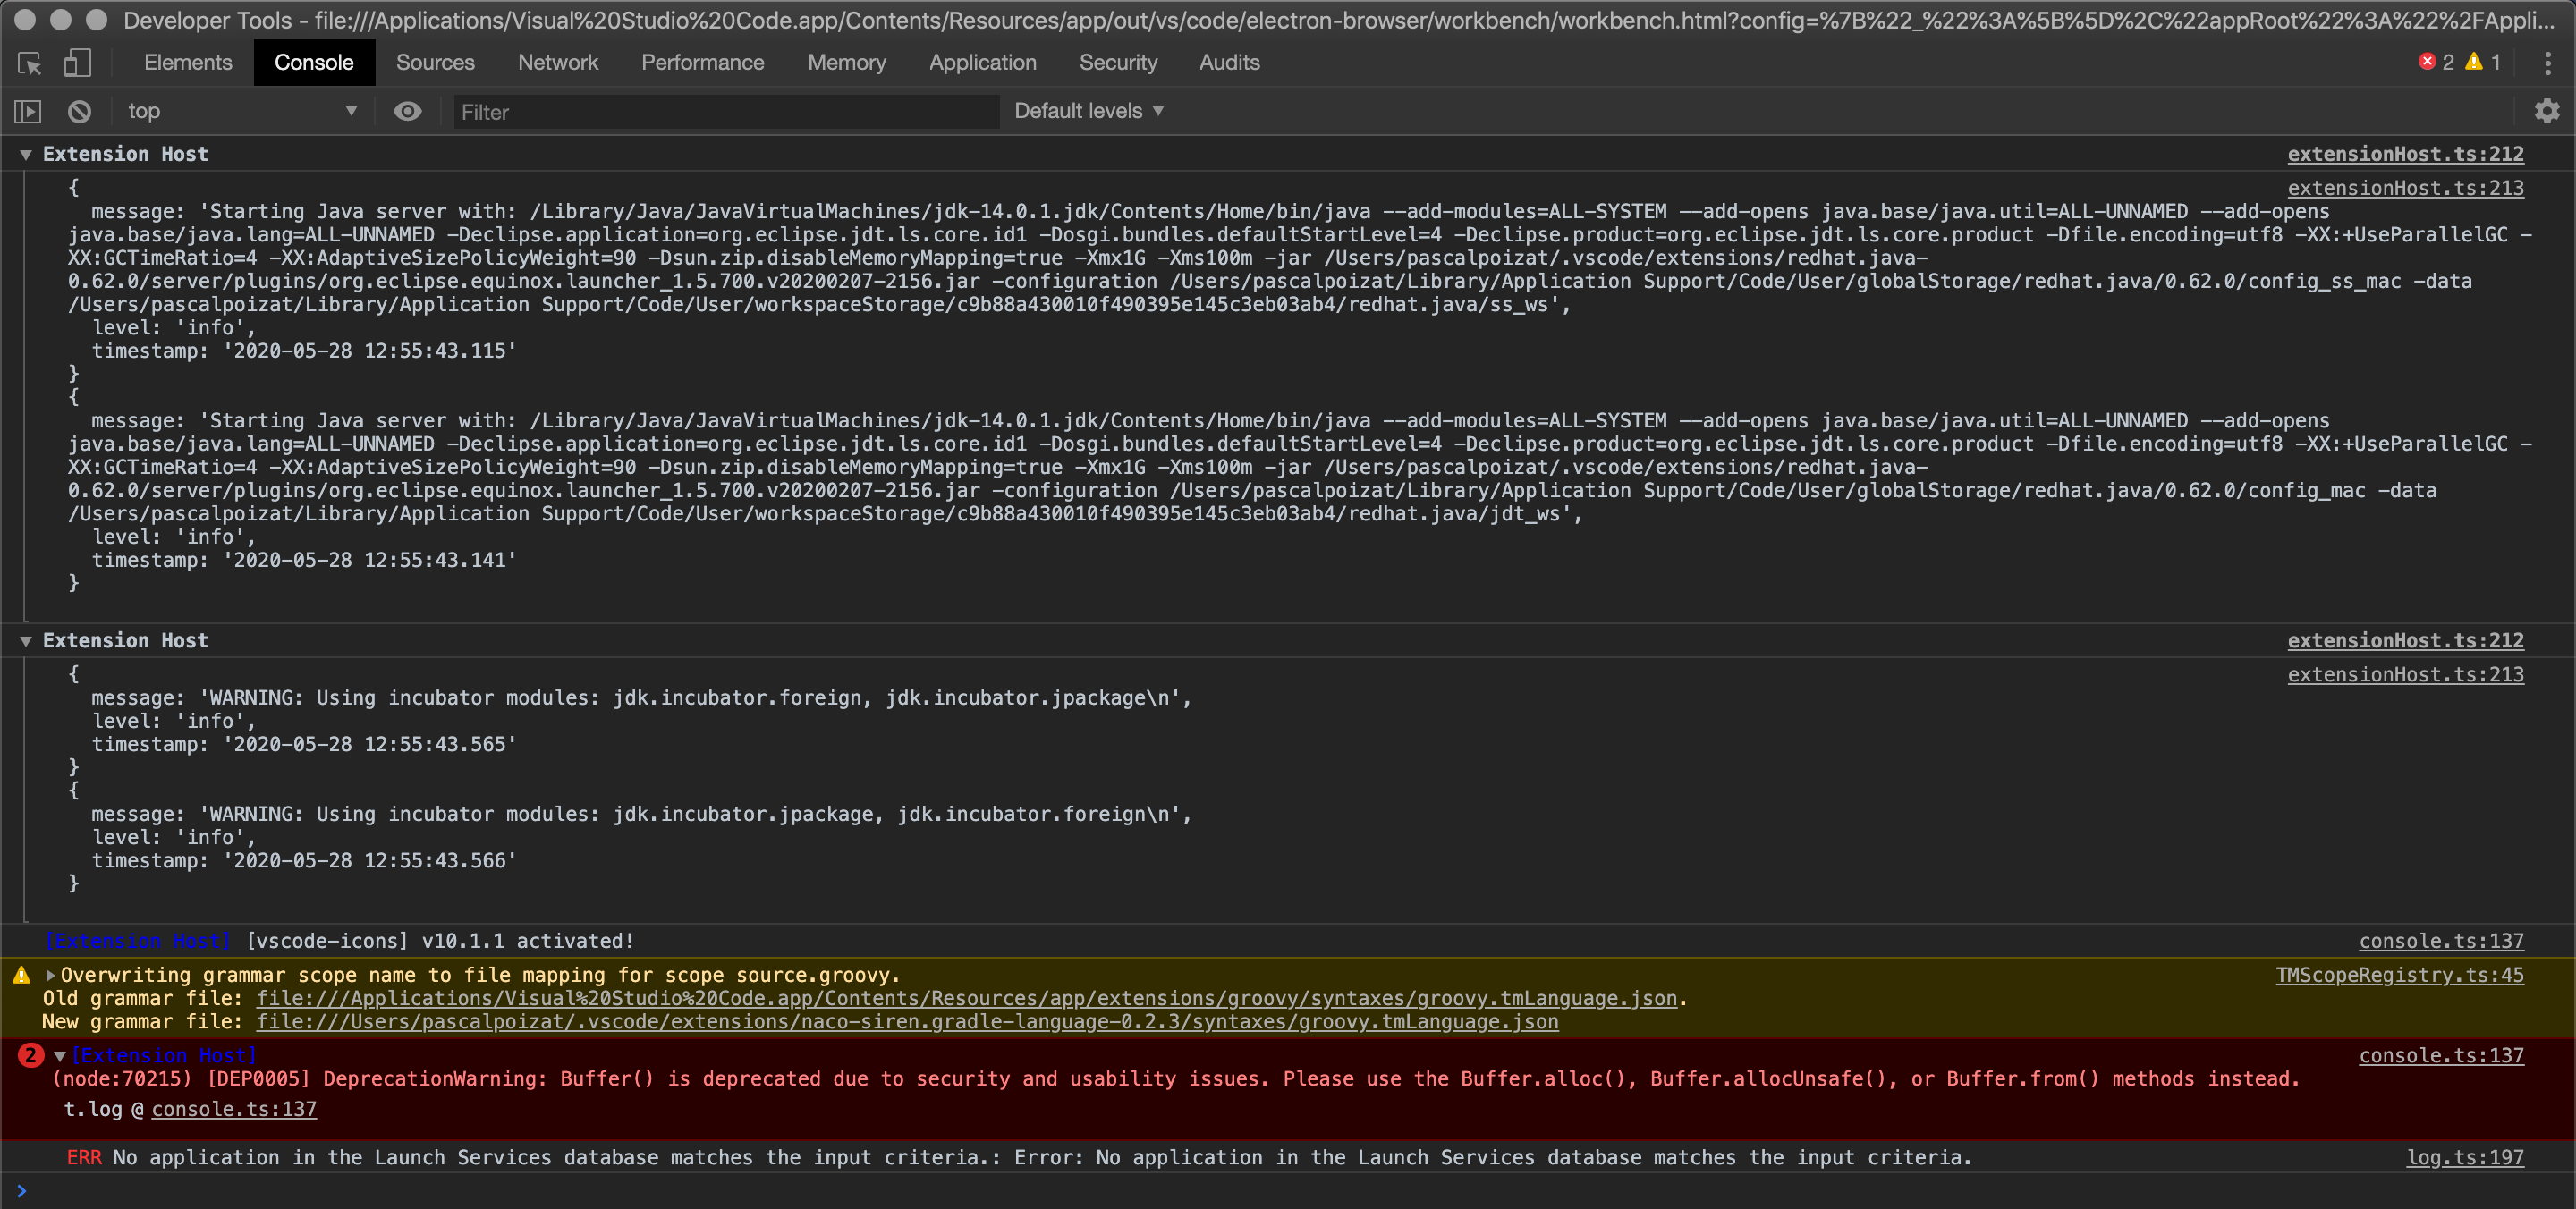 Developer Tools - file:///Applications/Visual%20Studio%20Code.app/Contents/Resources/app/out/vs/code/electron-browser/workbench/workbench.html?config=%7B%22_%22%3A%5B%5D%2C%22appRoot%22%3A%22%2FAppli...
Elements Console Sources Network Performance Memory Application Security Audits 2 1
top Filter Default levels
Extension Host extensionHost.ts:212
{ extensionHost.ts:213
message: 'Starting Java server with: /Library/Java/JavaVirtualMachines/jdk-14.0.1.jdk/Contents/Home/bin/java --add-modules=ALL-SYSTEM --add-opens java.base/java.util=ALL-UNNAMED --add-opens
java.base/java.lang=ALL-UNNAMED -Declipse.application=org.eclipse.jdt.ls.core.id1 -Dosgi.bundles.defaultStartLevel=4 -Declipse.product=org.eclipse.jdt.ls.core.product -Dfile.encoding=utf8 -XX:+UseParallelGC -
XX:GCTimeRatio=4 -XX:AdaptiveSizePolicyWeight=90 -Dsun.zip.disableMemoryMapping=true -Xmx1G -Xms100m -jar /Users/pascalpoizat/.vscode/extensions/redhat.java-
0.62.0/server/plugins/org.eclipse.equinox.launcher_1.5.700.v20200207-2156.jar -configuration /Users/pascalpoizat/Library/Application Support/Code/User/globalStorage/redhat.java/0.62.0/config_ss_mac -data
/Users/pascalpoizat/Library/Application Support/Code/User/workspaceStorage/c9b88a430010f490395e145c3eb03ab4/redhat.java/ss_ws',
level: 'info',
timestamp: '2020-05-28 12:55:43.115'
}
{
message: 'Starting Java server with: /Library/Java/JavaVirtualMachines/jdk-14.0.1.jdk/Contents/Home/bin/java --add-modules=ALL-SYSTEM --add-opens java.base/java.util=ALL-UNNAMED --add-opens
java.base/java.lang=ALL-UNNAMED -Declipse.application=org.eclipse.jdt.ls.core.id1 -Dosgi.bundles.defaultStartLevel=4 -Declipse.product=org.eclipse.jdt.ls.core.product -Dfile.encoding=utf8 -XX:+UseParallelGC -
XX:GCTimeRatio=4 -XX:AdaptiveSizePolicyWeight=90 -Dsun.zip.disableMemoryMapping=true -Xmx1G -Xms100m -jar /Users/pascalpoizat/.vscode/extensions/redhat.java-
0.62.0/server/plugins/org.eclipse.equinox.launcher_1.5.700.v20200207-2156.jar -configuration /Users/pascalpoizat/Library/Application Support/Code/User/globalStorage/redhat.java/0.62.0/config_mac -data
/Users/pascalpoizat/Library/Application Support/Code/User/workspaceStorage/c9b88a430010f490395e145c3eb03ab4/redhat.java/jdt_ws',
level: 'info',
timestamp: '2020-05-28 12:55:43.141'
}
Extension Host extensionHost.ts:212
{ extensionHost.ts:213
message: 'WARNING: Using incubator modules: jdk.incubator.foreign, jdk.incubator.jpackage\n',
level: 'info',
timestamp: '2020-05-28 12:55:43.565'
}
{
message: 'WARNING: Using incubator modules: jdk.incubator.jpackage, jdk.incubator.foreign\n',
level: 'info',
timestamp: '2020-05-28 12:55:43.566'
}
[Extension Host] [vscode-icons] v10.1.1 activated! console.ts:137
Overwriting grammar scope name to file mapping for scope source.groovy. TMScopeRegistry.ts:45
Old grammar file: file:///Applications/Visual%20Studio%20Code.app/Contents/Resources/app/extensions/groovy/syntaxes/groovy.tmLanguage.json.
New grammar file: file:///Users/pascalpoizat/.vscode/extensions/naco-siren.gradle-language-0.2.3/syntaxes/groovy.tmLanguage.json
2 [Extension Host] console.ts:137
(node:70215) [DEP0005] DeprecationWarning: Buffer() is deprecated due to security and usability issues. Please use the Buffer.alloc(), Buffer.allocUnsafe(), or Buffer.from() methods instead.
t.log @ console.ts:137
ERR No application in the Launch Services database matches the input criteria.: Error: No application in the Launch Services database matches the input criteria. log.ts:197